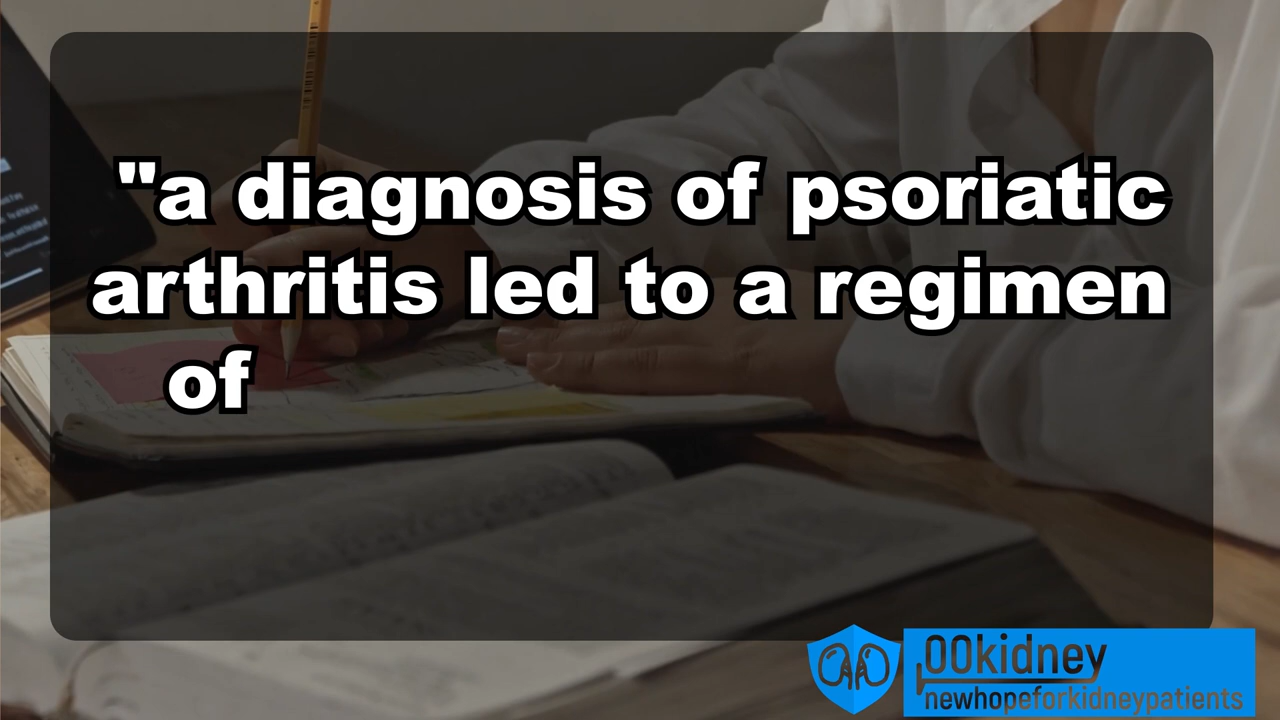 "a diagnosis of psoriatic
arthritis led to a regimen
of
00kidney
newhopeforkidneypatients